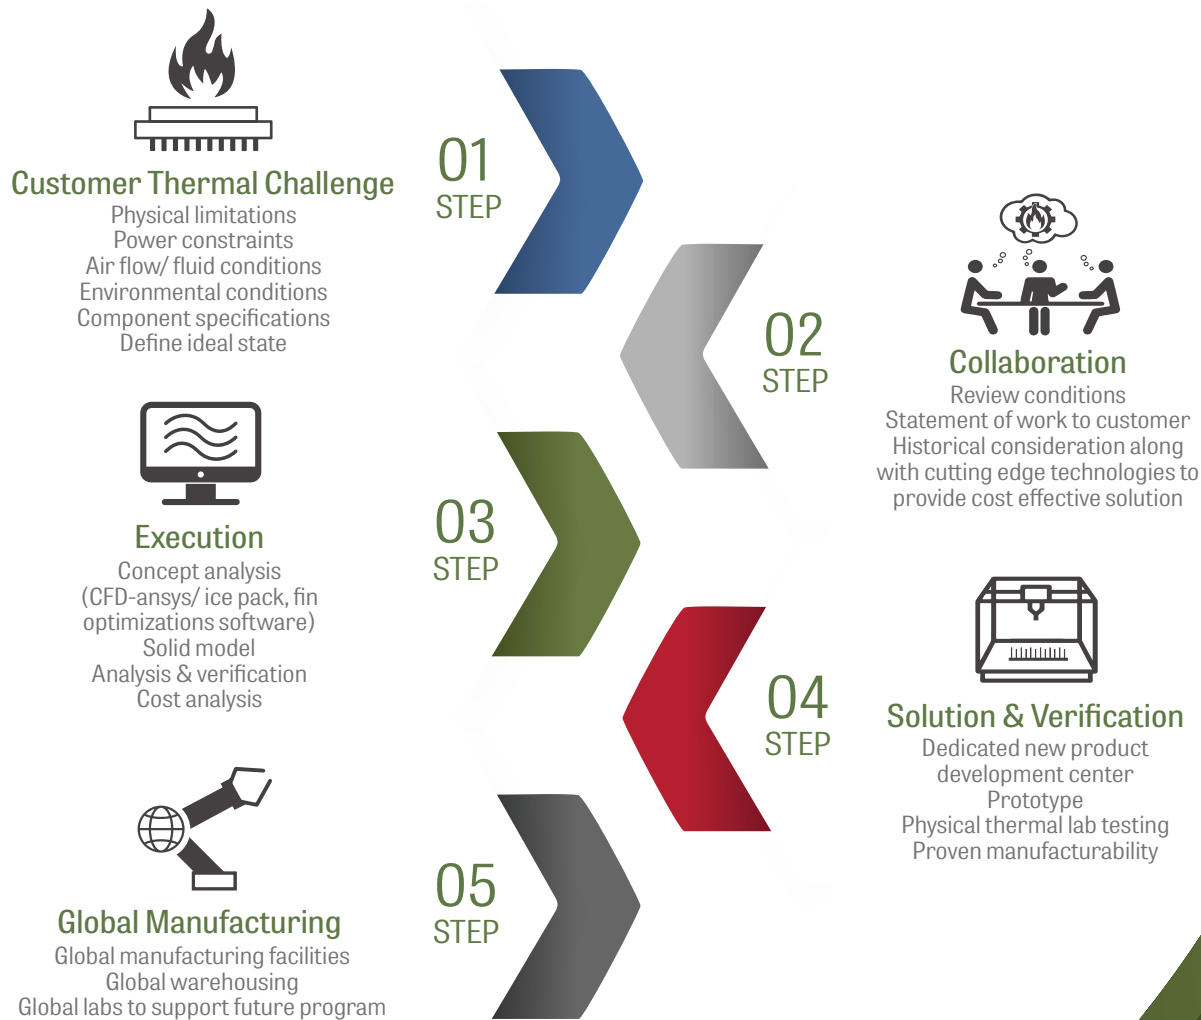 01
STEP
Customer Thermal Challenge
Physical limitations
Power constraints
Air flow/ fluid conditions
Environmental conditions
Component specifications
Define ideal state
02
STEP
Collaboration
Review conditions
Statement of work to customer
Historical consideration along
with cutting edge technologies to
provide cost effective solution
03
STEP
Execution
Concept analysis
(CFD-ansys/ ice pack, fin
optimizations software)
Solid model
Analysis & verification
Cost analysis
04
STEP
Solution & Verification
Dedicated new product
development center
Prototype
Physical thermal lab testing
Proven manufacturability
05
STEP
Global Manufacturing
Global manufacturing facilities
Global warehousing
Global labs to support future program